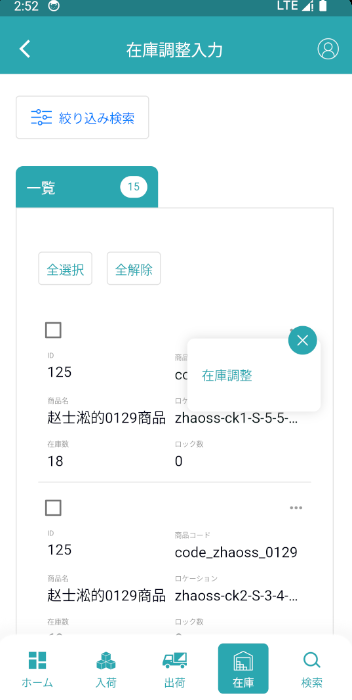 2:52 LTE
在庫調整入力
絞り込み検索
一覧 15
全選択 全解除
ID 商品
125 co
在庫調整
商品名 ロケ
赵士淞的0129商品 zhaoss-ck1-S-5-5-...
在庫数 ロック数
18 0
ID 商品コード
125 code_zhaoss_0129
商品名 ロケーション
赵士淞的0129商品 zhaoss-ck2-S-3-4-...
在庫数 ロック数
ホーム 入荷 出荷 在庫 検索